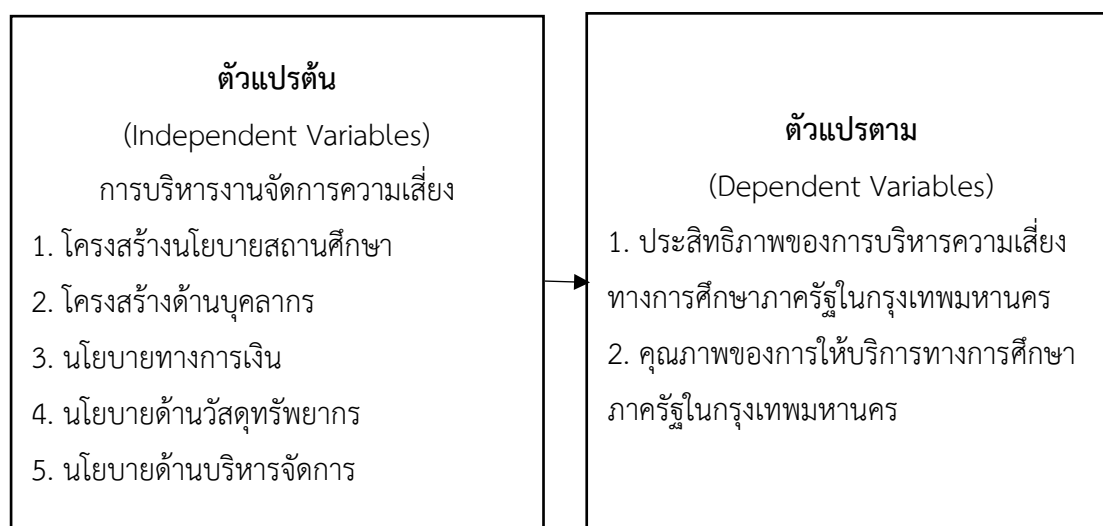 ตัวแปรต้น
(Independent Variables)
การบริหารงานจัดการความเสี่ยง
1. โครงสร้างนโยบายสถานศึกษา
2. โครงสร้างด้านบุคลากร
3. นโยบายทางการเงิน
4. นโยบายด้านวัสดุทรัพยากร
5. นโยบายด้านบริหารจัดการ
ตัวแปรตาม
(Dependent Variables)
1. ประสิทธิภาพของการบริหารความเสี่ยง
ทางการศึกษาภาครัฐในกรุงเทพมหานคร
2. คุณภาพของการให้บริการทางการศึกษา
ภาครัฐในกรุงเทพมหานคร